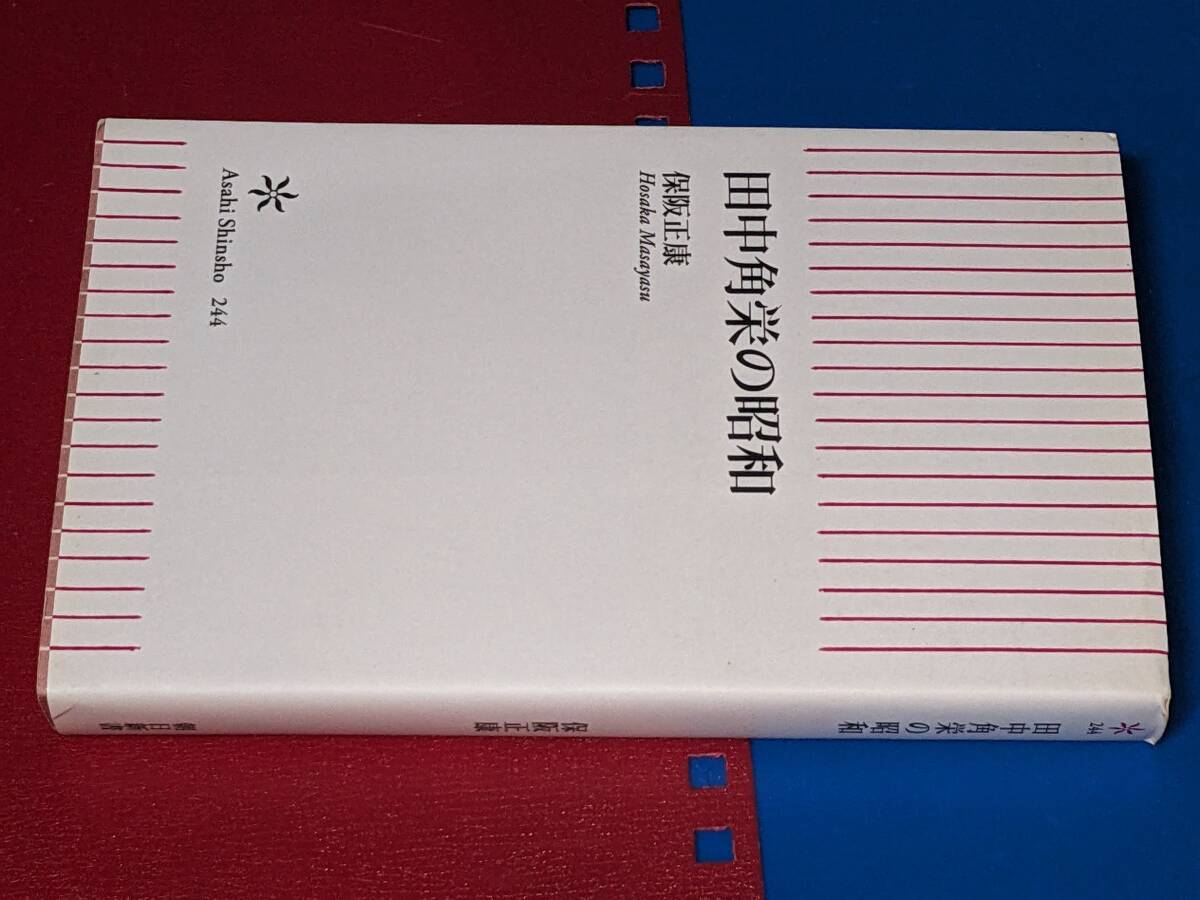 田中角栄の昭和
保阪正康
Hosaka Masayasu
Asahi Shinsho 244
244
田中角栄の昭和
保阪正康
朝日新書